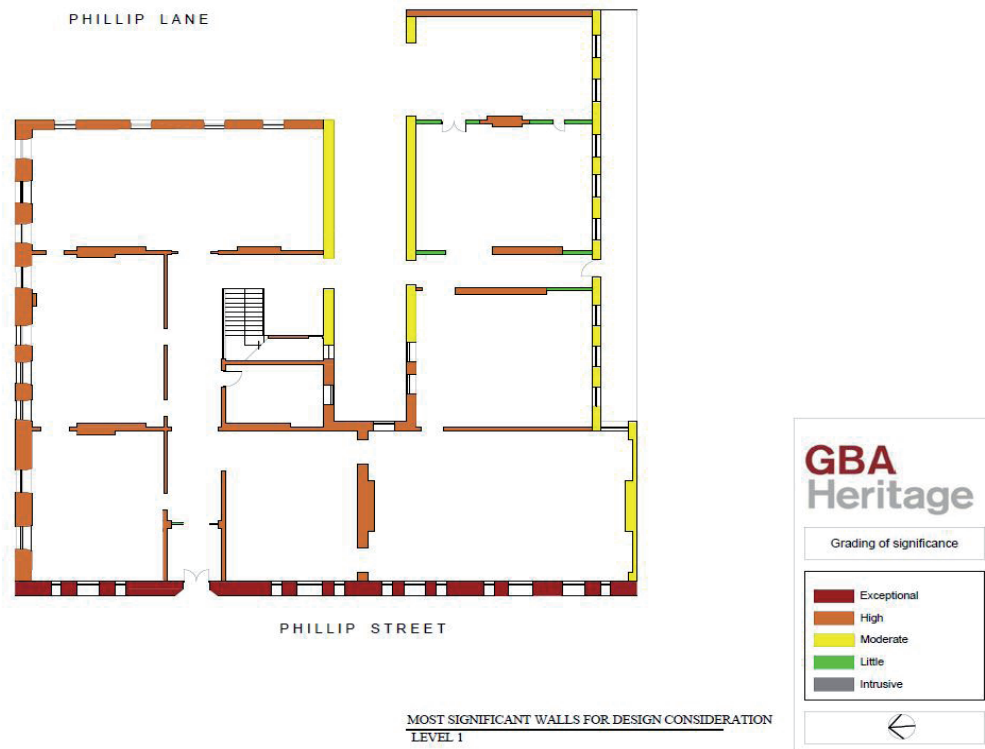 PHILLIP LANE
PHILLIP STREET
MOST SIGNIFICANT WALLS FOR DESIGN CONSIDERATION
LEVEL 1
GBA
Heritage
Grading of significance
Exceptional
High
Moderate
Little
Intrusive